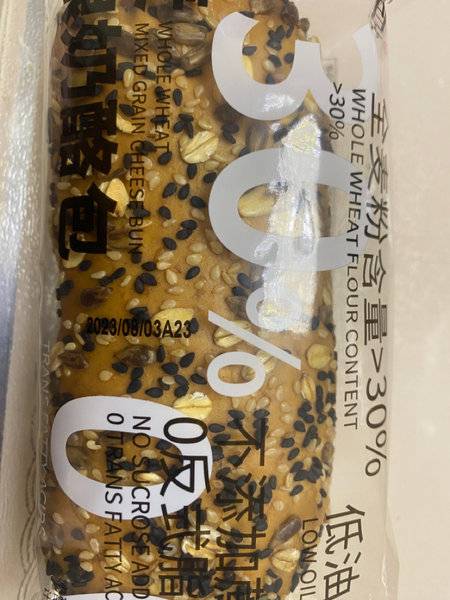 奶酪包
WHOLE WHEAT
MIXED GRAIN CHEESE BUN
30%
全麦粉含量>30%
WHOLE WHEAT FLOUR CONTENT
>30%
2023/08/03A23
0
不添加
0反式脂
NO SUCROSE ADD
0 TRANS FATTY AC
低油
LOW OIL